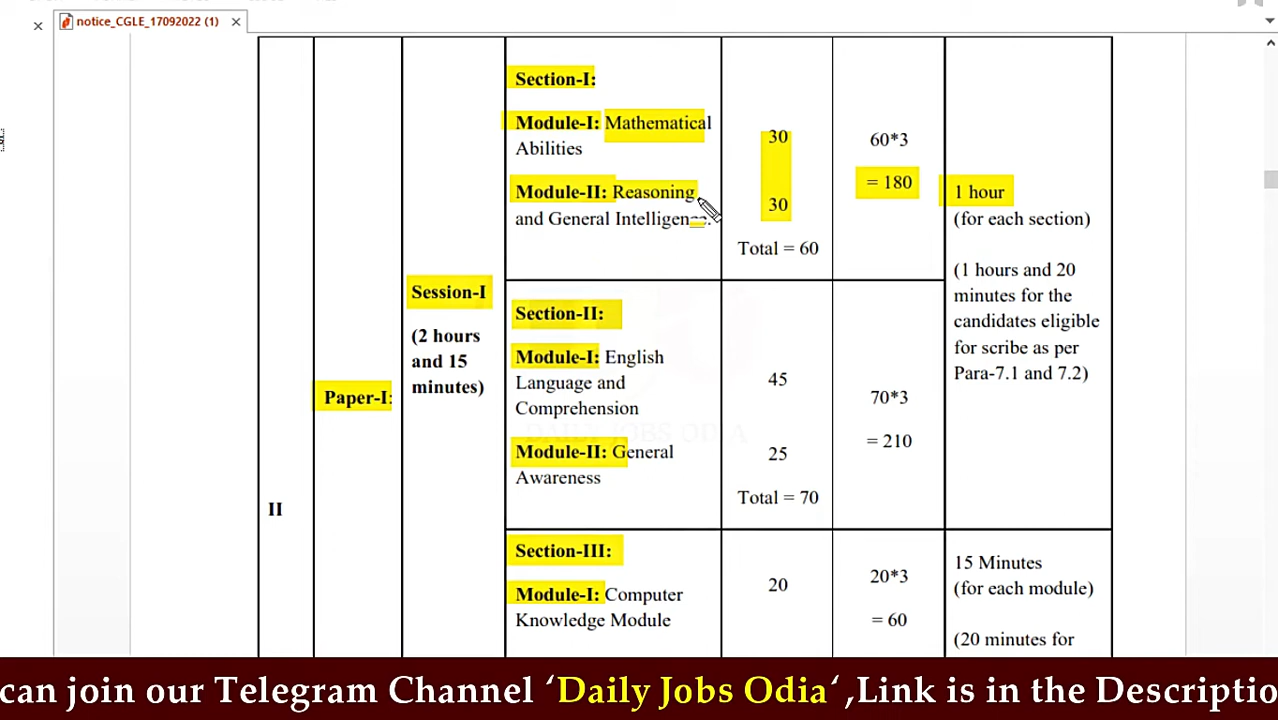 notice_CGLE_17092022 (1)
Section-I:
Module-I: Mathematical
Abilities
Module-II: Reasoning
and General Intelligence.
30
30
Total = 60
60*3
= 180
1 hour
(for each section)
(1 hours and 20
minutes for the
candidates eligible
for scribe as per
Para-7.1 and 7.2)
Session-I
(2 hours
and 15
minutes)
Paper-I:
II
Section-II:
Module-I: English
Language and
Comprehension
Module-II: General
Awareness
45
25
Total = 70
70*3
= 210
DAILY JOBS ODIA
Section-III:
Module-I: Computer
Knowledge Module
20
20*3
= 60
15 Minutes
(for each module)
(20 minutes for
can join our Telegram Channel ‘Daily Jobs Odia‘ ,Link is in the Descriptio